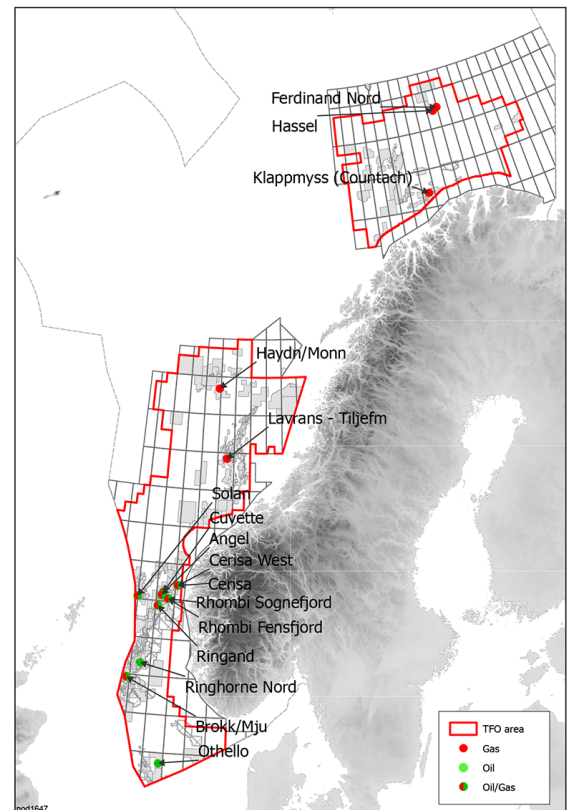 Ferdinand Nord
Hassel
Klappmyss (Countach)
Haydn/Monn
Lavrans - Tiljefm
Solan
Cuvette
Angel
Cerisa West
Cerisa
Rhombi Sognefjord
Rhombi Fensfjord
Ringand
Ringhorne Nord
Brokk/Mju
Othello
TFO area
Gas
Oil
Oil/Gas
nod1647